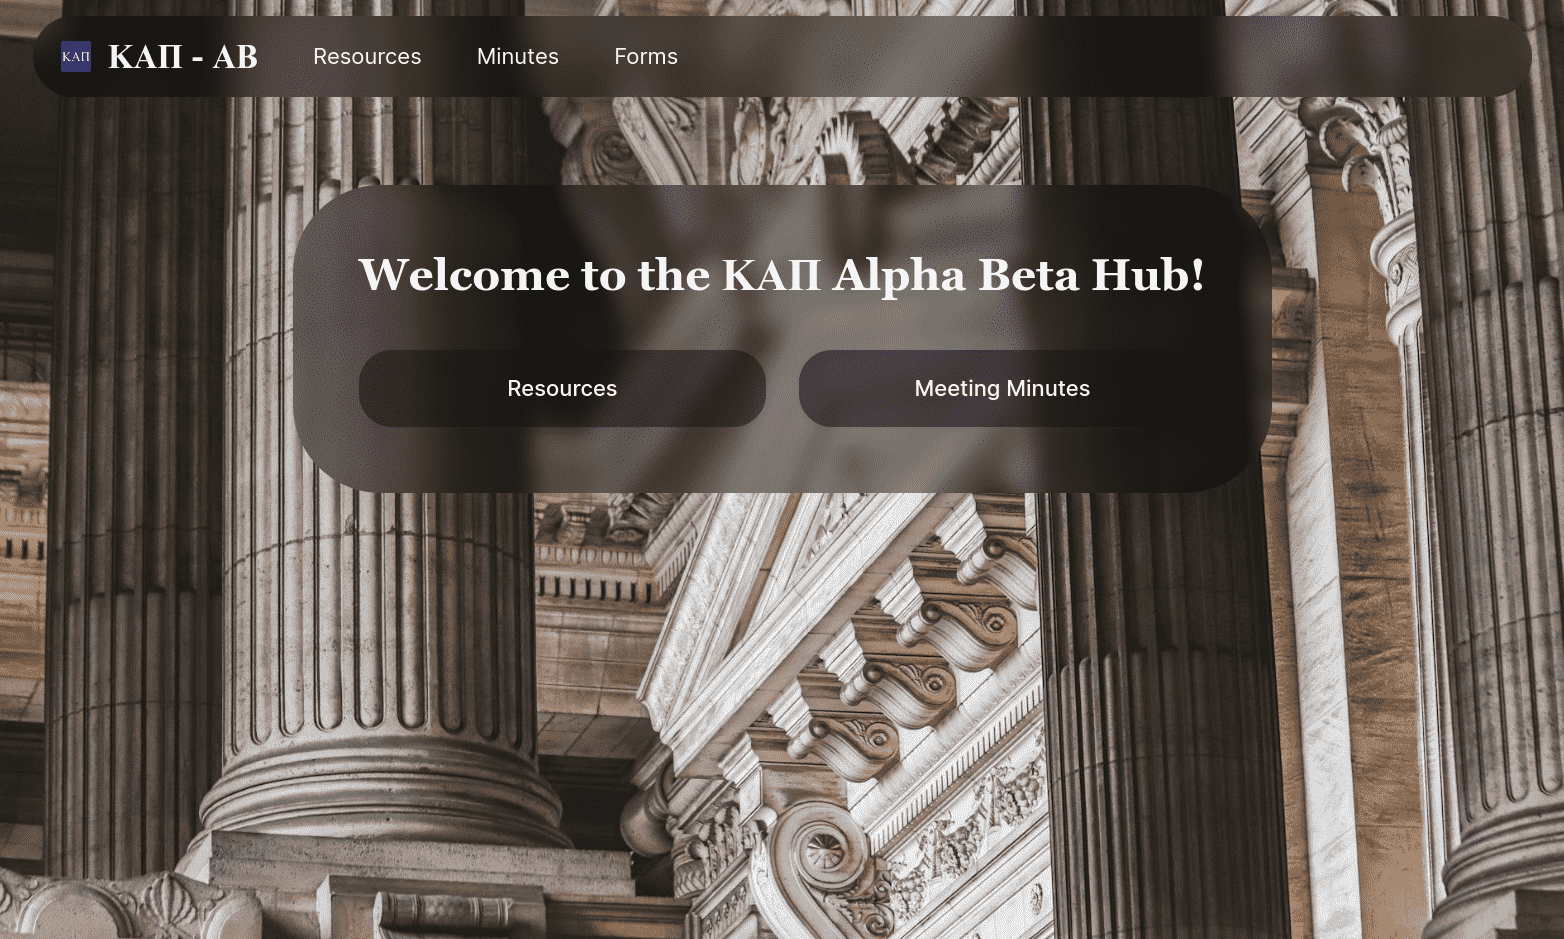 ΚΑΠ ΚΑΠ - AB Resources Minutes Forms
Welcome to the ΚΑΠ Alpha Beta Hub!
Resources Meeting Minutes